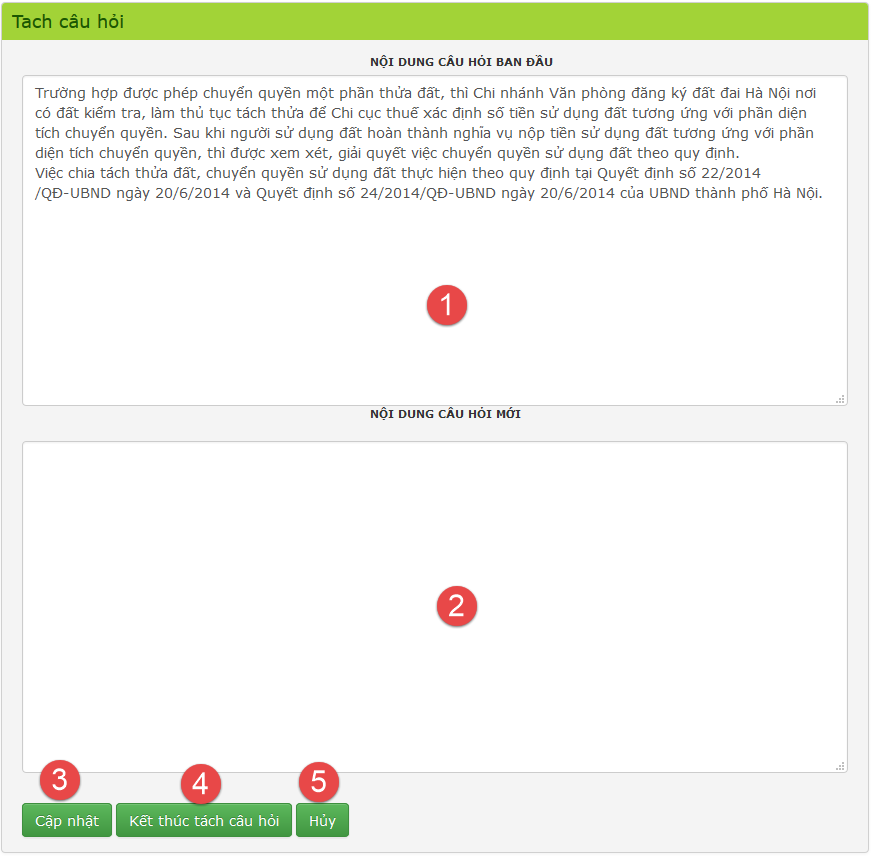 Tach câu hỏi
NỘI DUNG CÂU HỎI BAN ĐẦU
Trường hợp được phép chuyển quyền một phần thửa đất, thì Chi nhánh Văn phòng đăng ký đất đai Hà Nội nơi
có đất kiểm tra, làm thủ tục tách thửa để Chi cục thuế xác định số tiền sử dụng đất tương ứng với phần diện
tích chuyển quyền. Sau khi người sử dụng đất hoàn thành nghĩa vụ nộp tiền sử dụng đất tương ứng với phần
diện tích chuyển quyền, thì được xem xét, giải quyết việc chuyển quyền sử dụng đất theo quy định.
Việc chia tách thửa đất, chuyển quyền sử dụng đất thực hiện theo quy định tại Quyết định số 22/2014
/QĐ-UBND ngày 20/6/2014 và Quyết định số 24/2014/QĐ-UBND ngày 20/6/2014 của UBND thành phố Hà Nội.
1
NỘI DUNG CÂU HỎI MỚI
2
3 4 5
Cập nhật Kết thúc tách câu hỏi Hủy